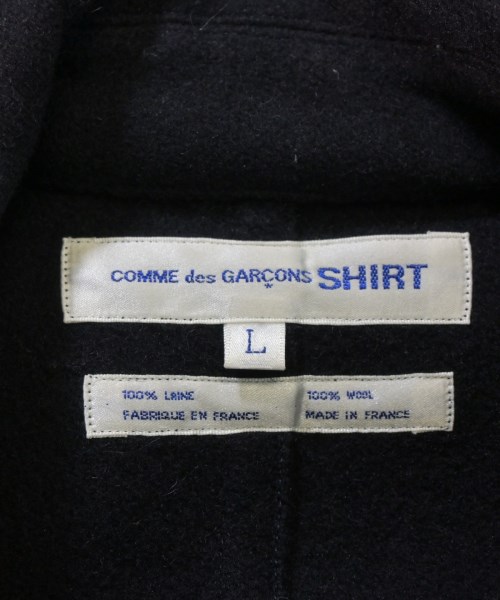 COMME des GARÇONS SHIRT
L
100% LAINE 100% WOOL
FABRIQUE EN FRANCE MADE IN FRANCE